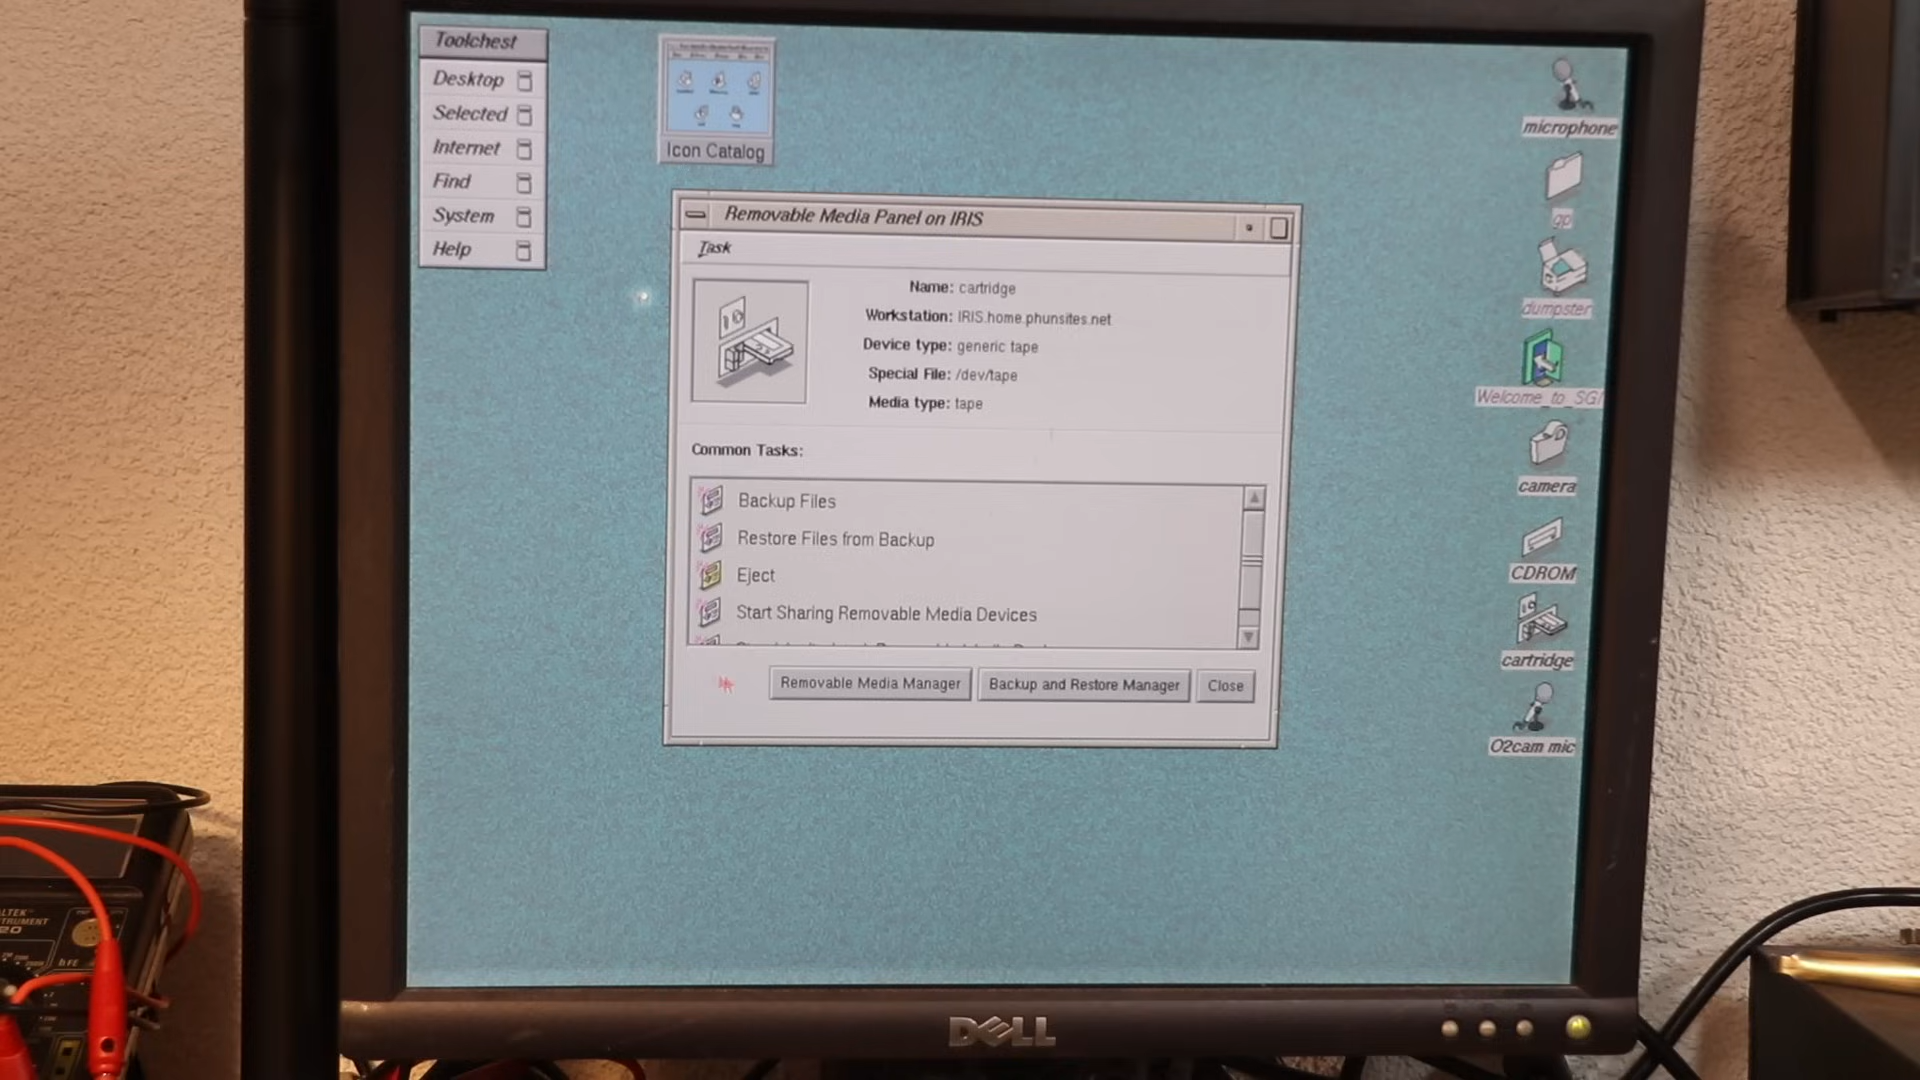 Toolchest
Desktop
Selected
Internet
Find
System
Help
Icon Catalog
Removable Media Panel on IRIS
Task
Name: cartridge
Workstation: IRIS.home.phunsites.net
Device type: generic tape
Special File: /dev/tape
Media type: tape
Common Tasks:
Backup Files
Restore Files from Backup
Eject
Start Sharing Removable Media Devices
Removable Media Manager
Backup and Restore Manager
Close
microphone
gp
dumpster
Welcome_to_SGI
camera
CDROM
cartridge
O2cam mic
DELL
hFE